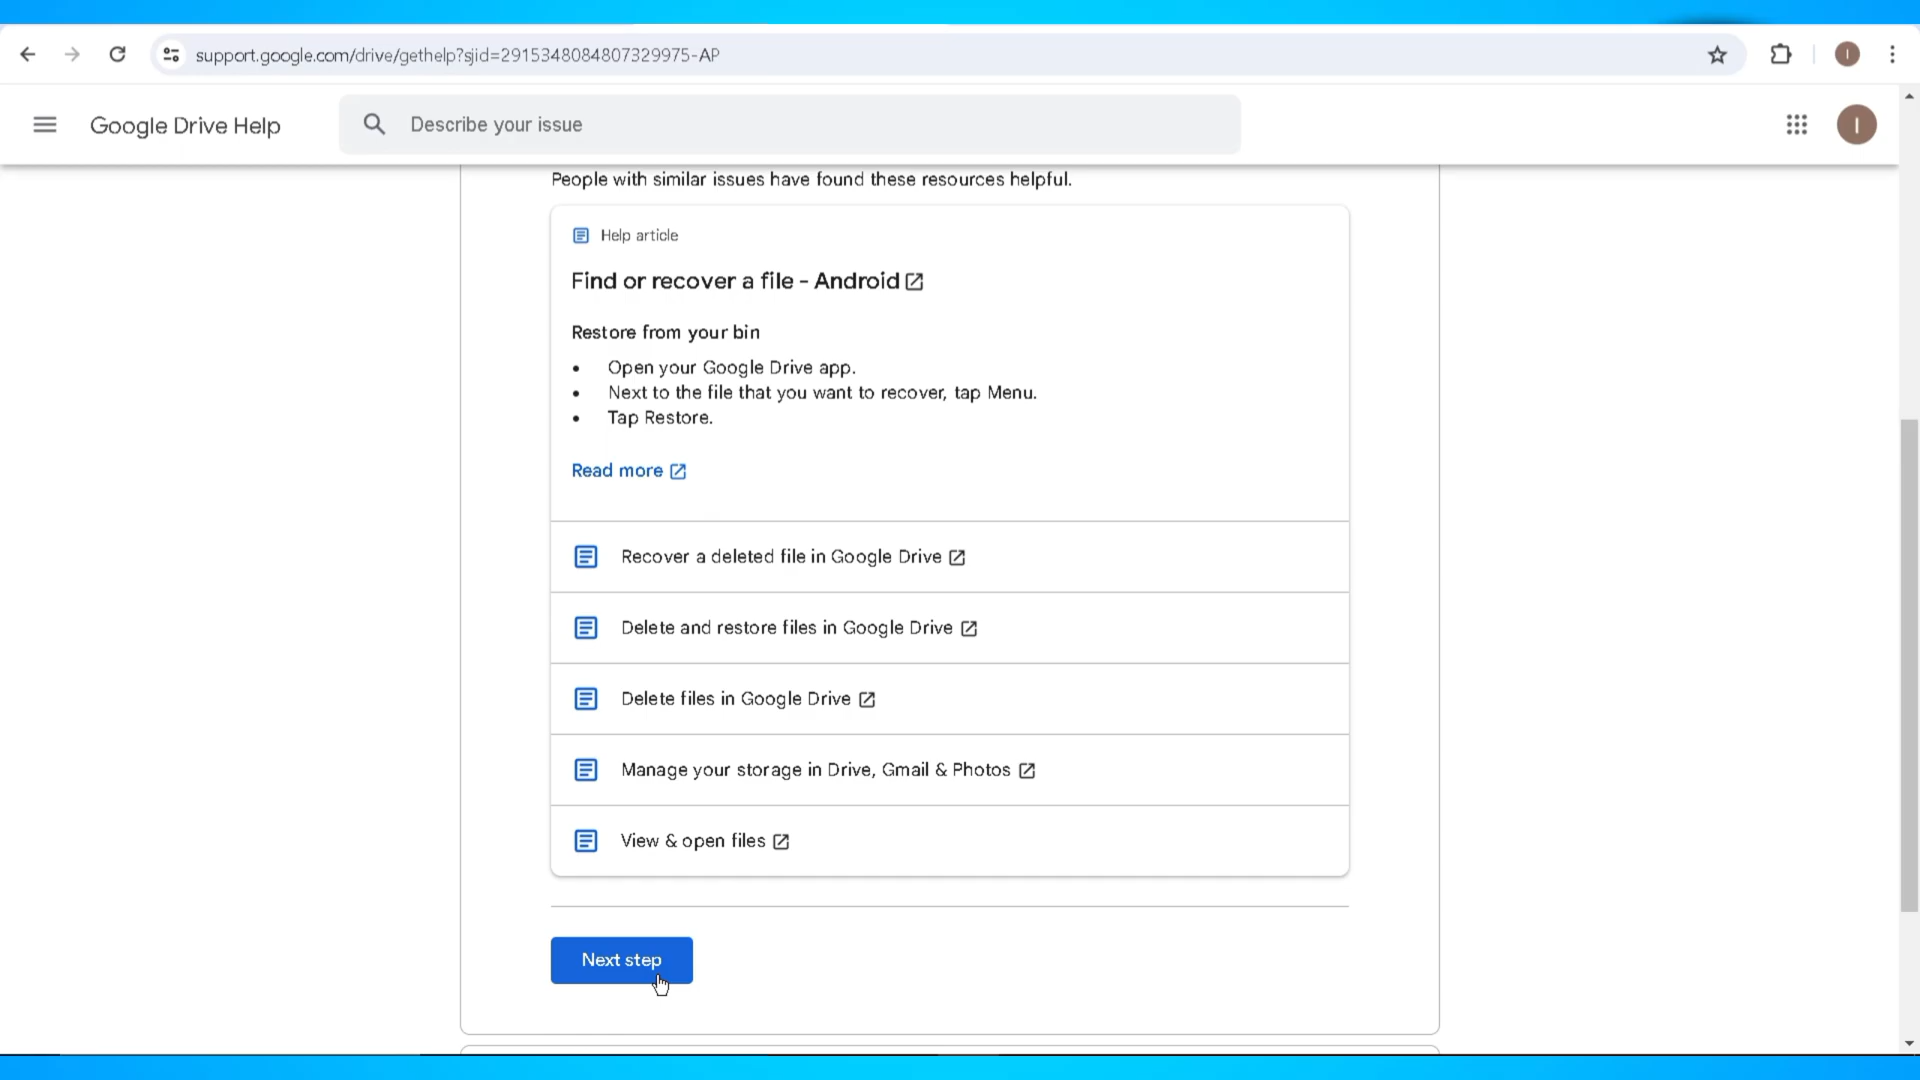 support.google.com/drive/gethelp?sjid=2915348084807329975-AP
I
Google Drive Help
Describe your issue
I
People with similar issues have found these resources helpful.
Help article
Find or recover a file - Android
Restore from your bin
• Open your Google Drive app.
• Next to the file that you want to recover, tap Menu.
• Tap Restore.
Read more
Recover a deleted file in Google Drive
Delete and restore files in Google Drive
Delete files in Google Drive
Manage your storage in Drive, Gmail & Photos
View & open files
Next step